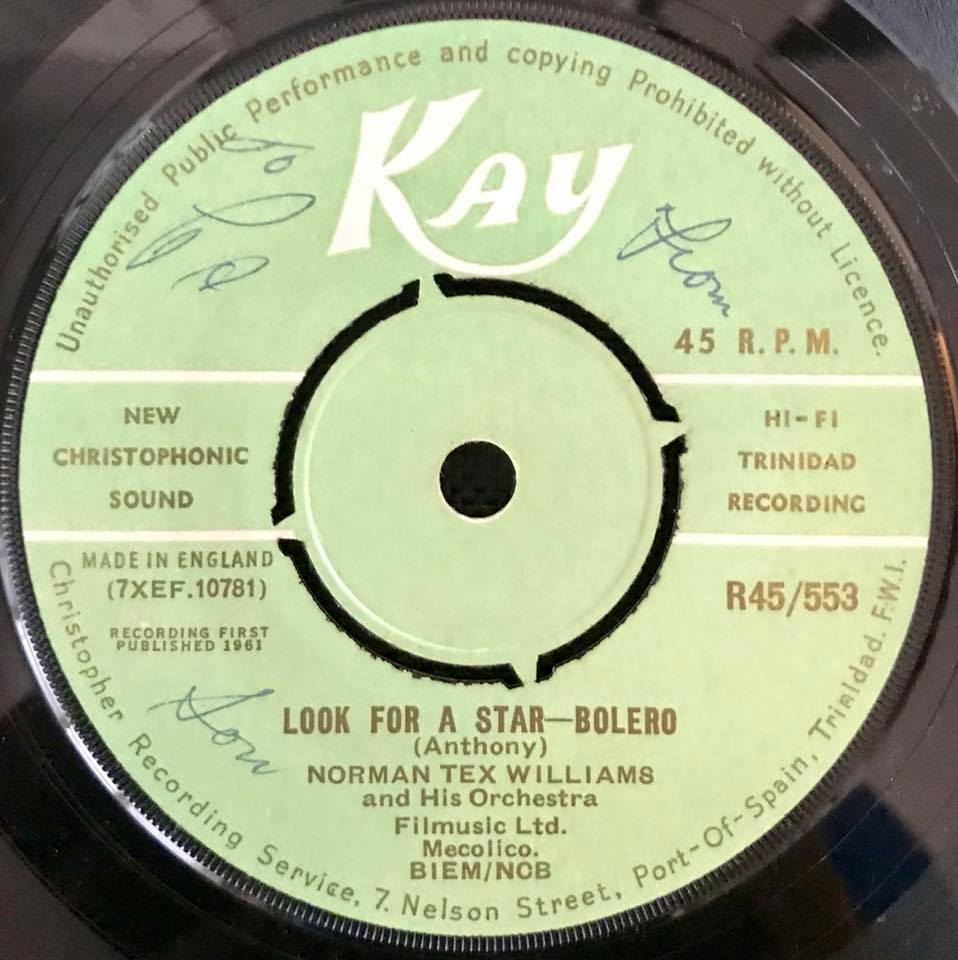 Unauthorised Public Performance and copying Prohibited without Licence.
Kay
To
From
45 R.P.M.
NEW
CHRISTOPHONIC
SOUND
HI-FI
TRINIDAD
RECORDING
MADE IN ENGLAND
(7XEF.10781)
R45/553
RECORDING FIRST
PUBLISHED 1961
LOOK FOR A STAR—BOLERO
(Anthony)
NORMAN TEX WILLIAMS
and His Orchestra
Filmusic Ltd.
Mecolico.
BIEM/NCB
Christopher Recording Service, 7. Nelson Street, Port-Of-Spain, Trinidad. F.W.I.